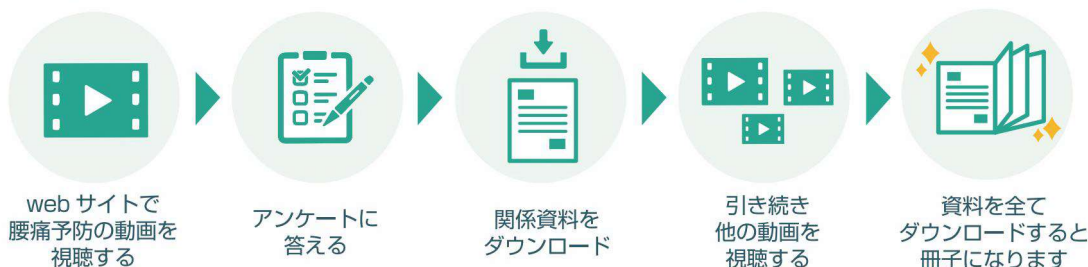 web サイトで
腰痛予防の動画を
視聴する
アンケートに
答える
関係資料を
ダウンロード
引き続き
他の動画を
視聴する
資料を全て
ダウンロードすると
冊子になります